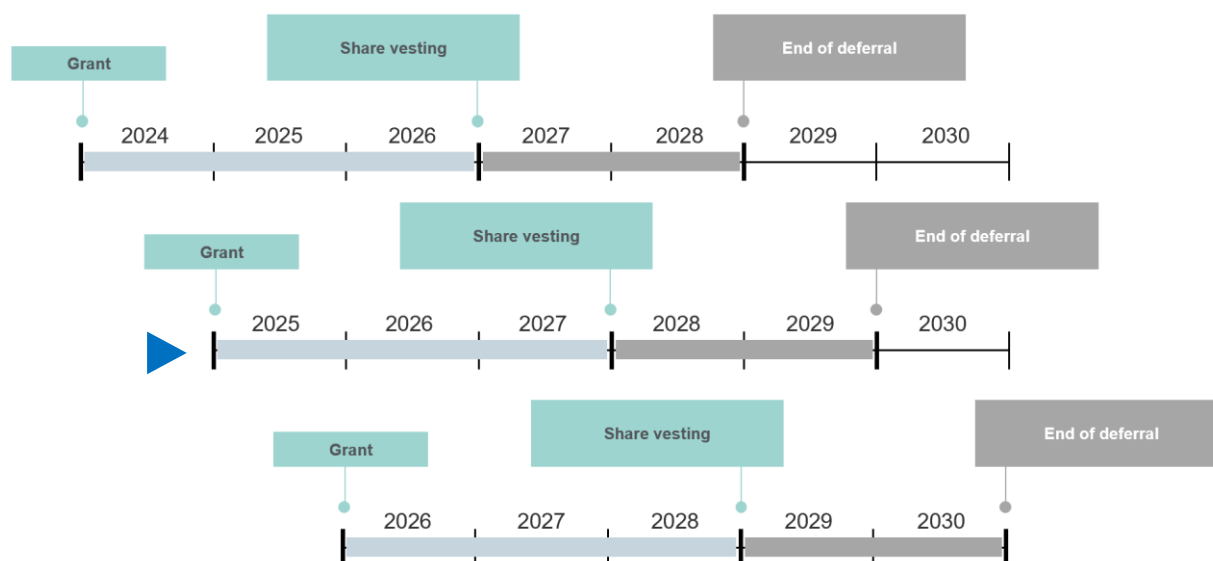 Grant
Share vesting
End of deferral
2024 2025 2026 2027 2028 2029 2030
Grant
Share vesting
End of deferral
2025 2026 2027 2028 2029 2030
Grant
Share vesting
End of deferral
2026 2027 2028 2029 2030